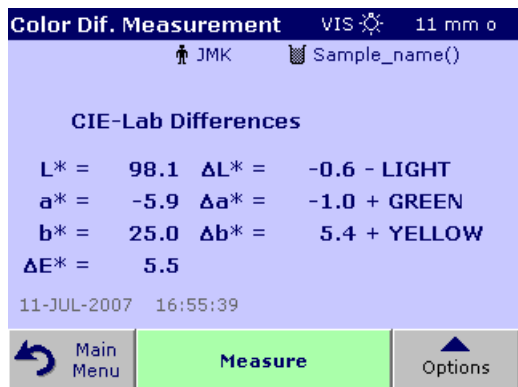 Color Dif. Measurement VIS 11 mm o
JMK Sample_name()
CIE-Lab Differences
L* = 98.1 ΔL* = -0.6 - LIGHT
a* = -5.9 Δa* = -1.0 + GREEN
b* = 25.0 Δb* = 5.4 + YELLOW
ΔE* = 5.5
11-JUL-2007 16:55:39
Main
Menu
Measure
Options